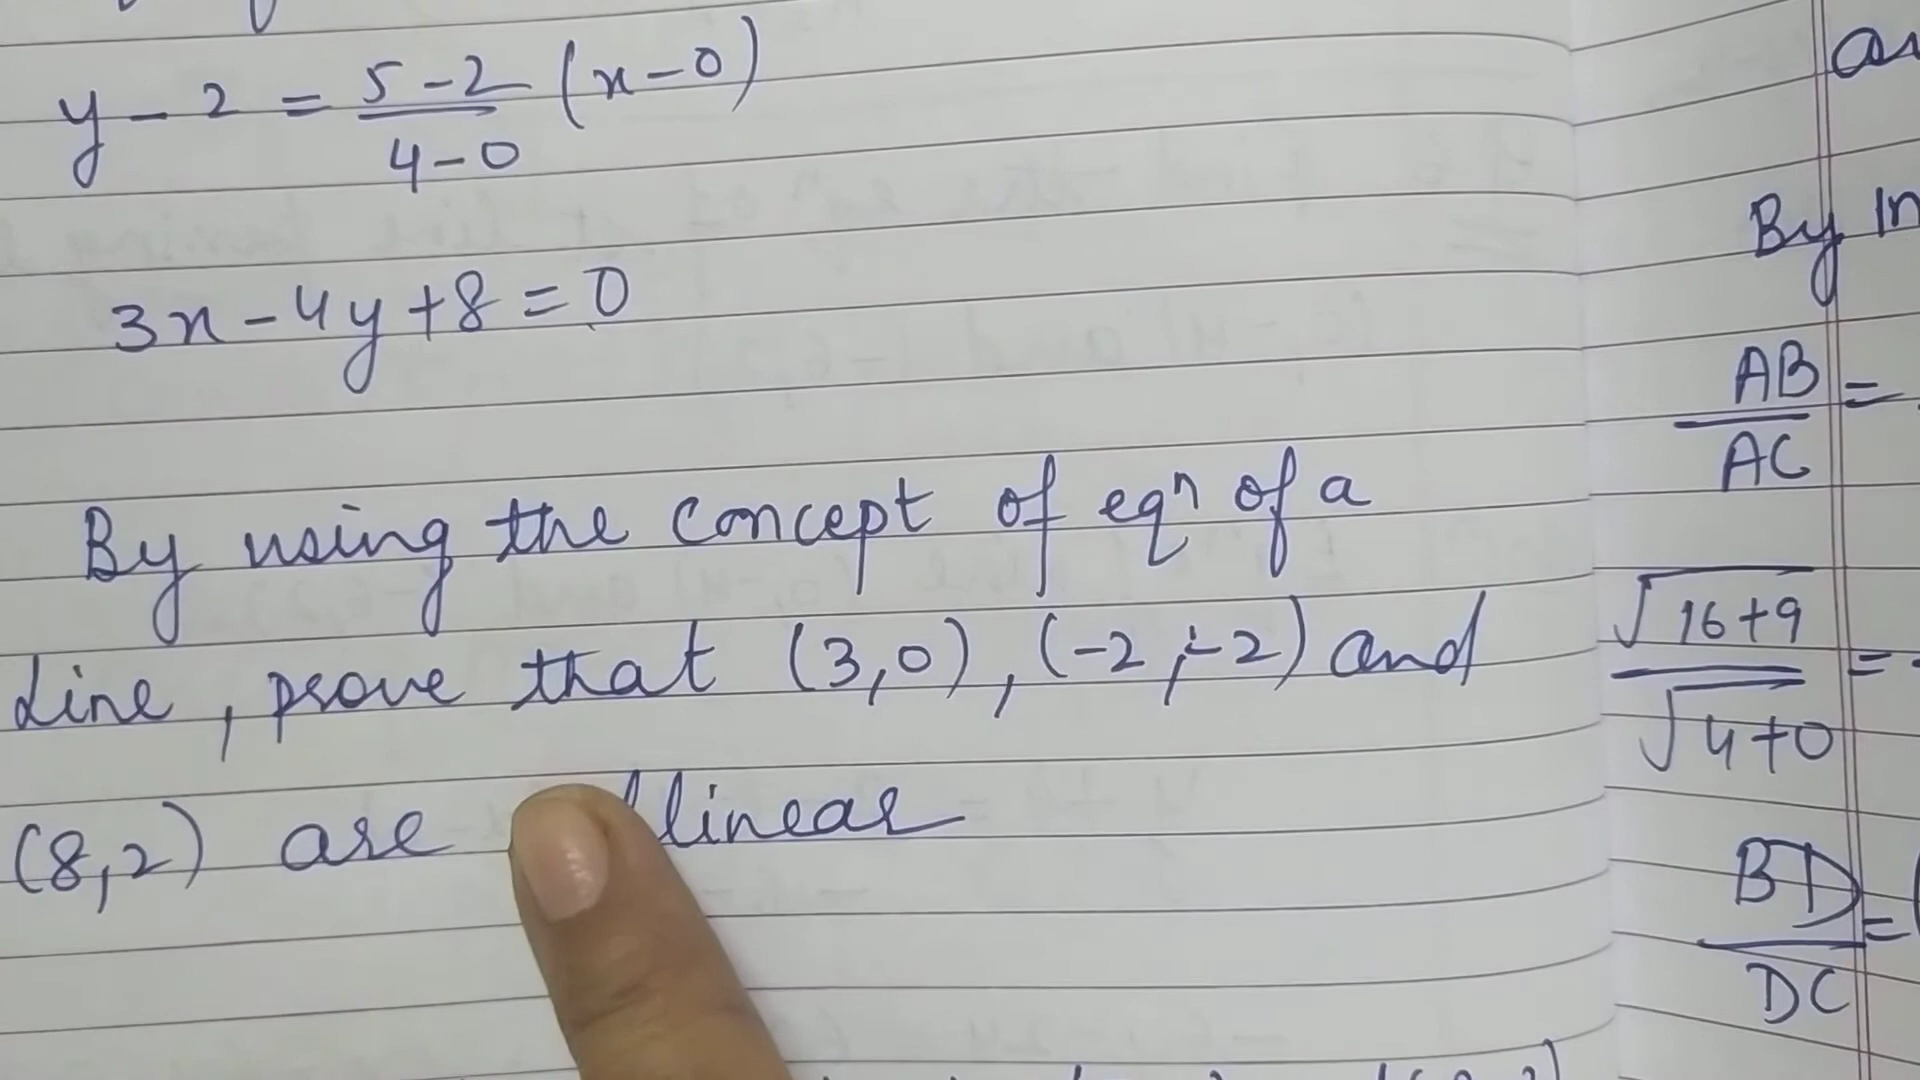 y - 2 = 5-2/4-0 (x-0)
3x - 4y + 8 = 0
By using the concept of eqⁿ of a
Line, prove that (3,0), (-2,-2) and
(8,2) are llinear
By
AB/AC =
√16+9/√4+0 =
BD/DC =